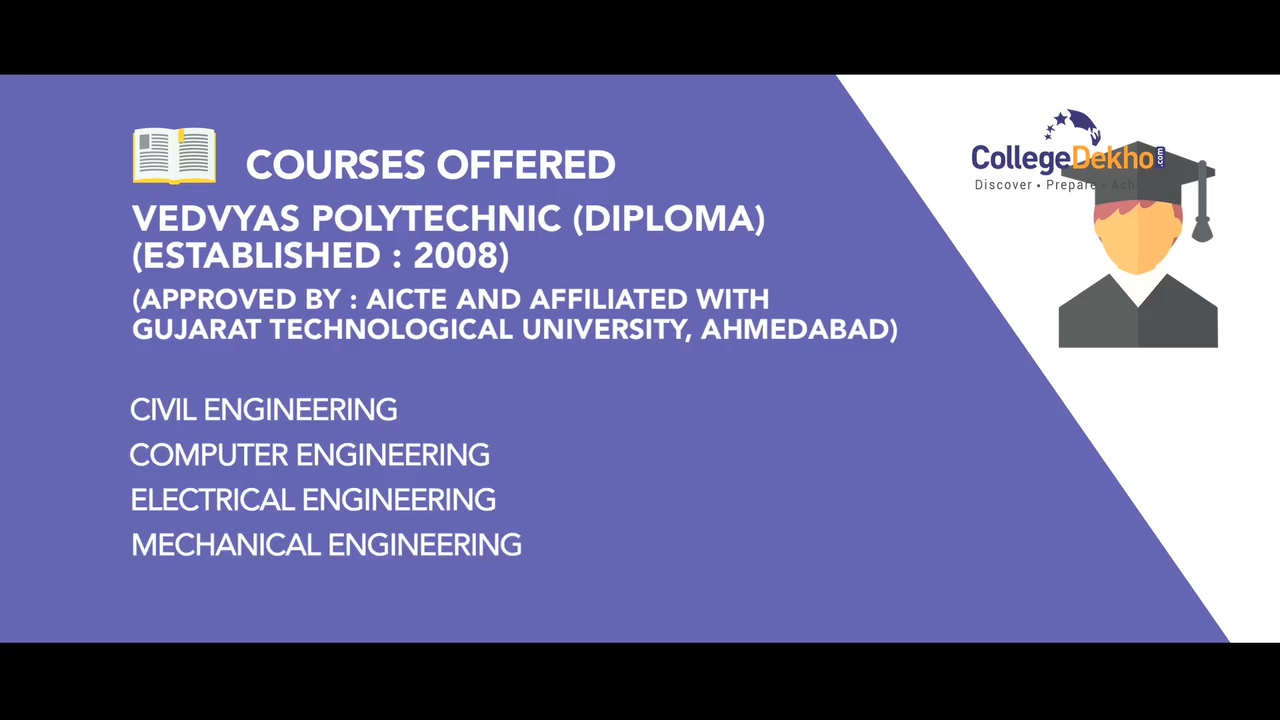 COURSES OFFERED
VEDVYAS POLYTECHNIC (DIPLOMA)
(ESTABLISHED : 2008)
(APPROVED BY : AICTE AND AFFILIATED WITH
GUJARAT TECHNOLOGICAL UNIVERSITY, AHMEDABAD)
CIVIL ENGINEERING
COMPUTER ENGINEERING
ELECTRICAL ENGINEERING
MECHANICAL ENGINEERING
CollegeDekho.com
Discover • Prepare •